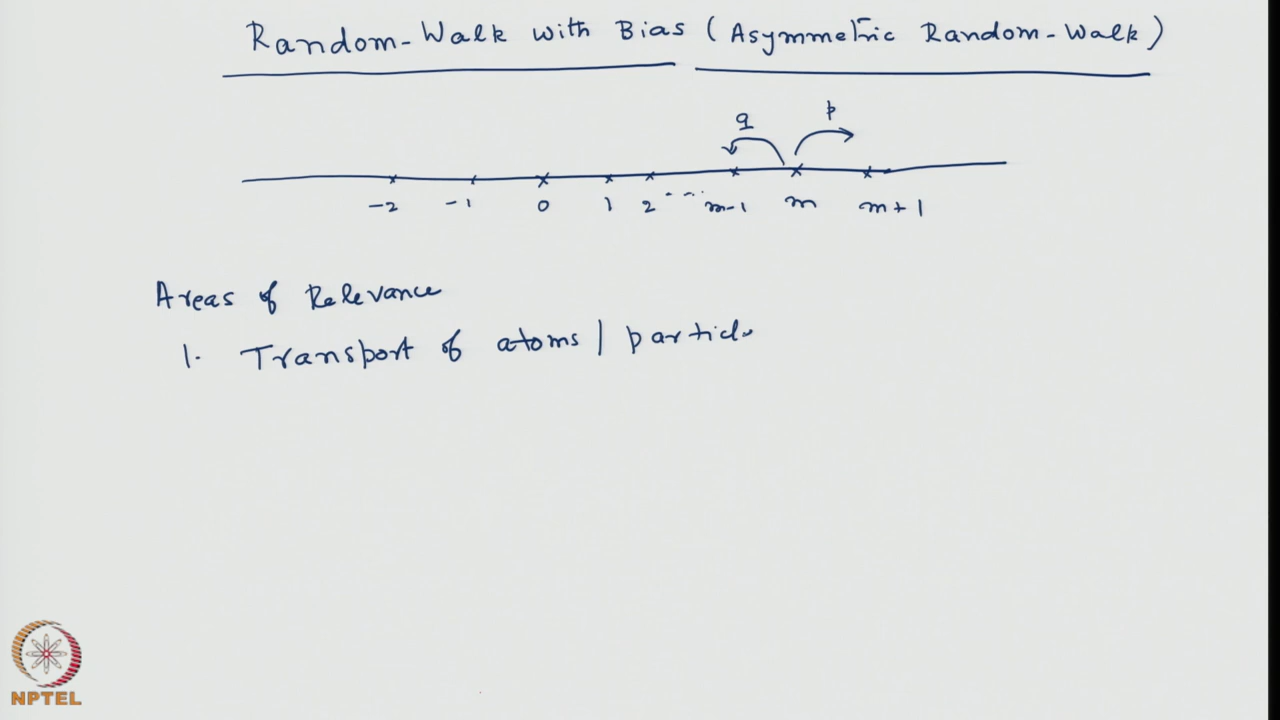 Random-Walk with Bias (Asymmetric Random-Walk)
q p
-2 -1 0 1 2 ... m-1 m m+1
Areas of Relevance
1. Transport of atoms / particle
NPTEL